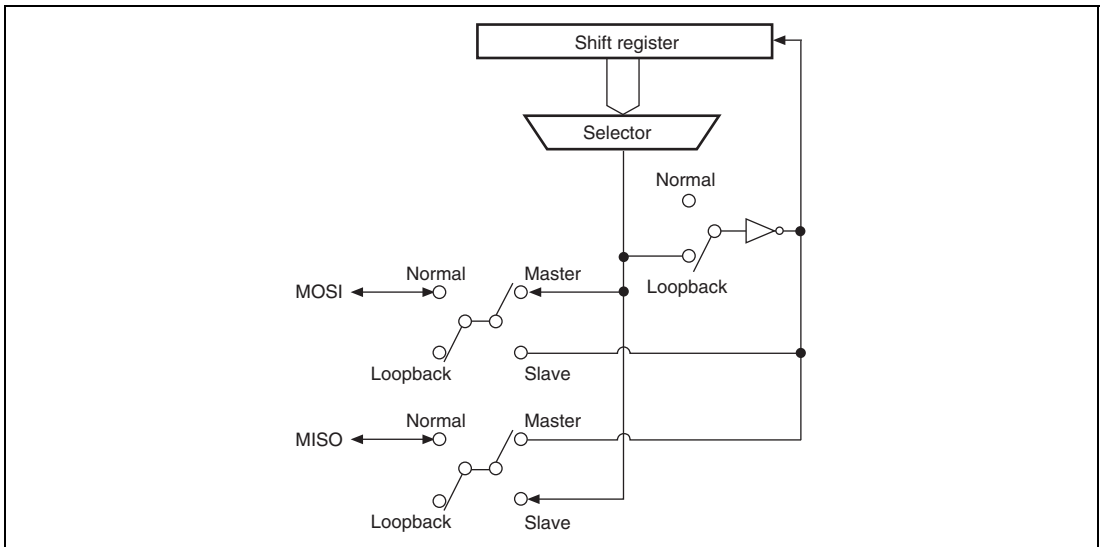 Shift register
Selector
Normal
Loopback
Normal
Master
MOSI
Loopback
Slave
Normal
Master
MISO
Loopback
Slave